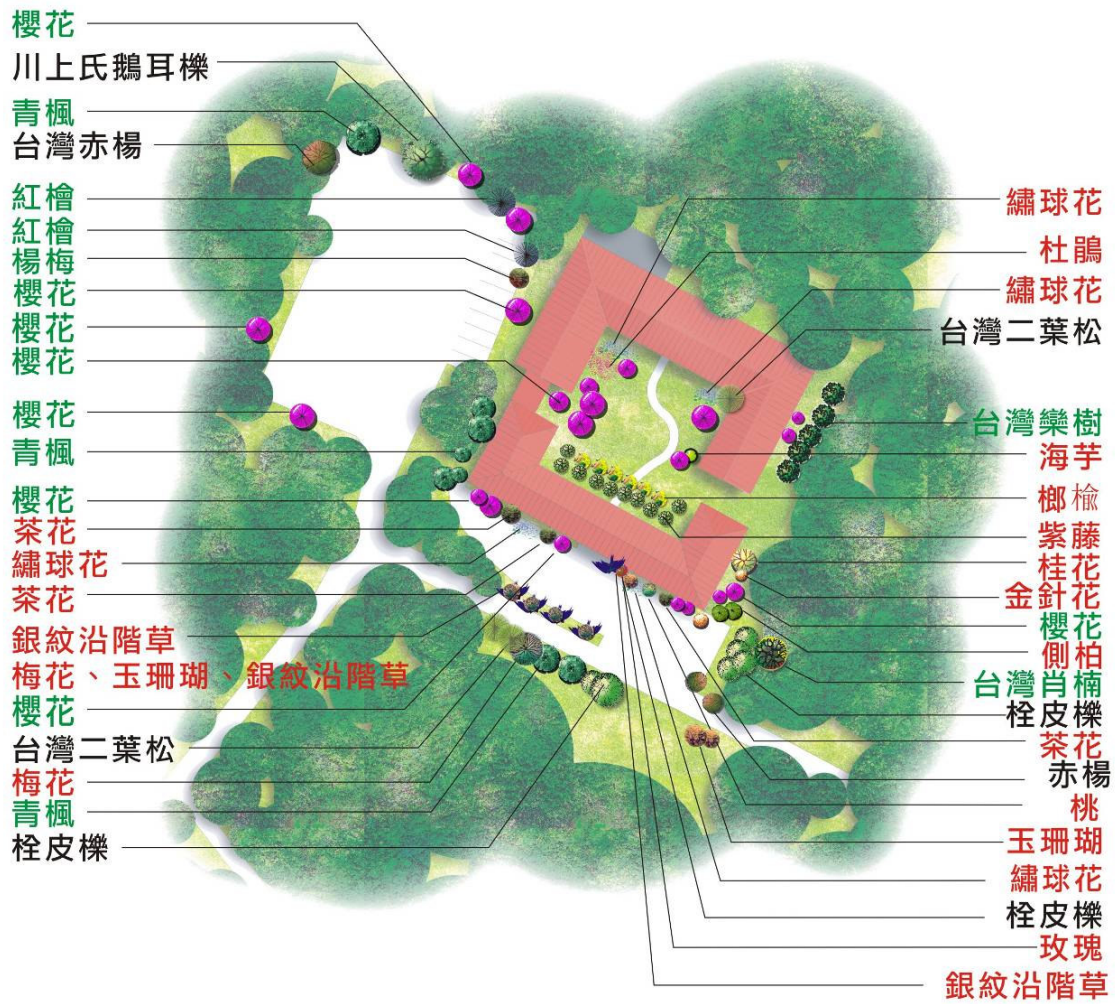 櫻花
川上氏鵝耳櫟
青楓
台灣赤楊
紅檜
紅檜
楊梅
櫻花
櫻花
櫻花
櫻花
青楓
櫻花
茶花
繡球花
茶花
銀紋沿階草
梅花、玉珊瑚、銀紋沿階草
櫻花
台灣二葉松
梅花
青楓
栓皮櫟
繡球花
杜鵑
繡球花
台灣二葉松
台灣欒樹
海芋
榔榆
紫藤
桂花
金針花
櫻花
側柏
台灣肖楠
栓皮櫟
茶花
赤楊
桃
玉珊瑚
繡球花
栓皮櫟
玫瑰
銀紋沿階草